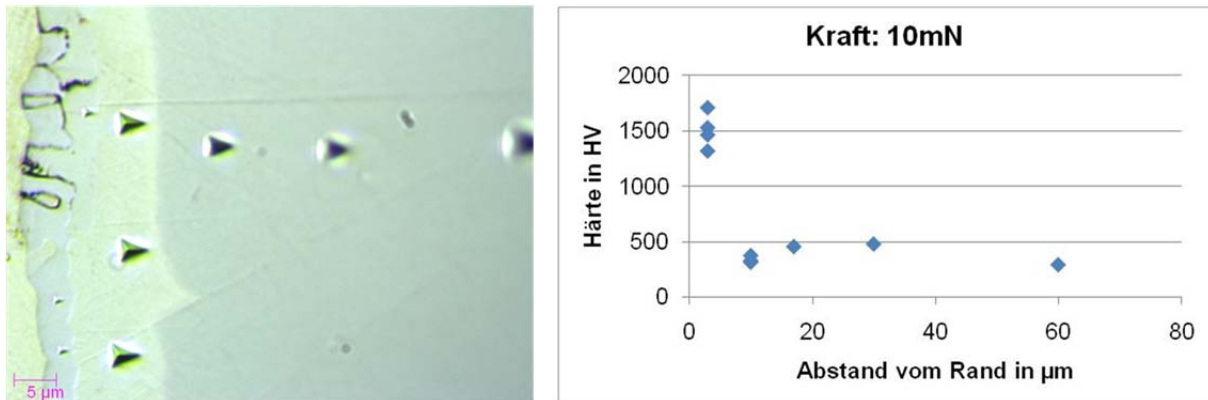 5 µm
Kraft: 10mN
Härte in HV
2000
1500
1000
500
0
0 20 40 60 80
Abstand vom Rand in µm